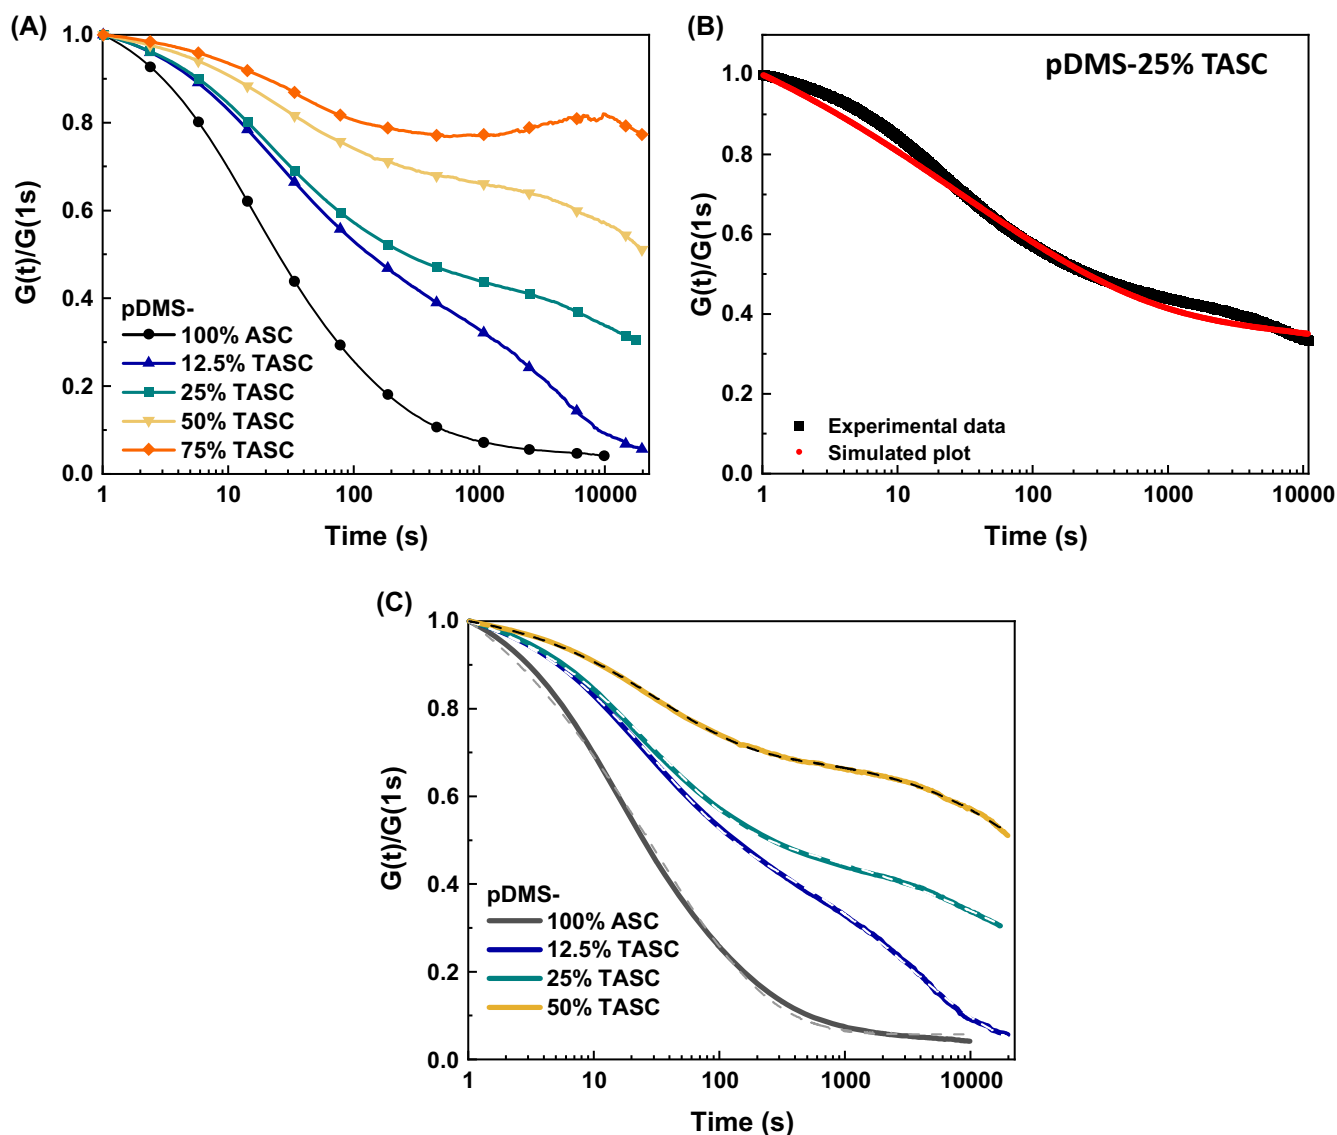 (A)
1.0
0.8
0.6
0.4
0.2
0.0
G(t)/G(1s)
pDMS-
100% ASC
12.5% TASC
25% TASC
50% TASC
75% TASC
1
10
100
1000
10000
Time (s)
(B)
pDMS-25% TASC
1.0
0.8
0.6
0.4
0.2
0.0
G(t)/G(1s)
Experimental data
Simulated plot
1
10
100
1000
10000
Time (s)
(C)
1.0
0.8
0.6
0.4
0.2
0.0
G(t)/G(1s)
pDMS-
100% ASC
12.5% TASC
25% TASC
50% TASC
1
10
100
1000
10000
Time (s)